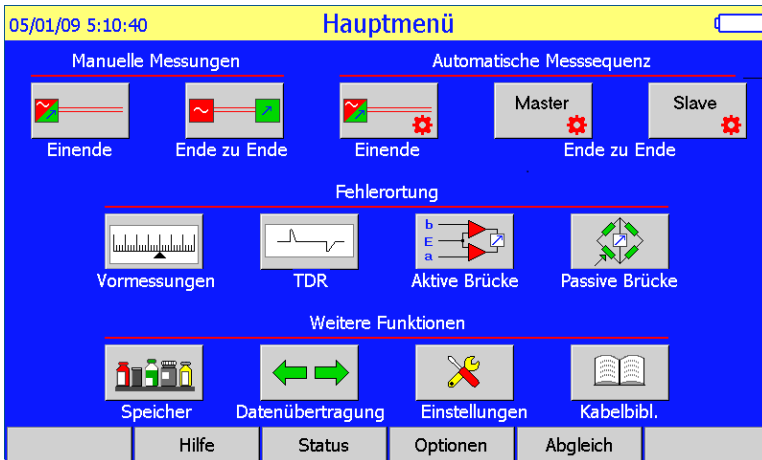 05/01/09 5:10:40 Hauptmenü
Manuelle Messungen Automatische Messsequenz
Master Slave
Einende Ende zu Ende Einende Ende zu Ende
Fehlerortung
b
E
a
Vormessungen TDR Aktive Brücke Passive Brücke
Weitere Funktionen
Speicher Datenübertragung Einstellungen Kabelbibl.
Hilfe Status Optionen Abgleich